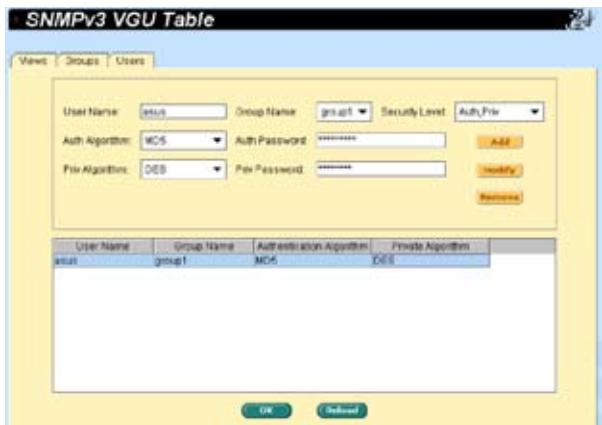 SNMPv3 VGU Table
Views Groups Users
User Name: asus Group Name: group1 Security Level: Auth,Priv
Auth Algorithm: MD5 Auth Password: *********
Add
Priv Algorithm: DES Priv Password: *********
Modify
Remove
User Name Group Name Authentication Algorithm Private Algorithm
asus group1 MD5 DES
OK Reload